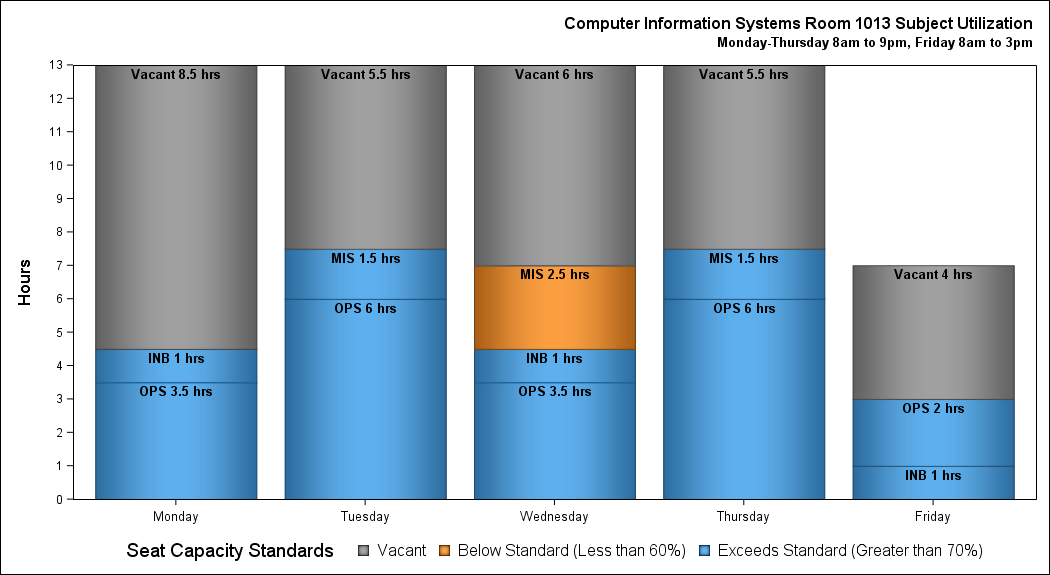 Computer Information Systems Room 1013 Subject Utilization
Monday-Thursday 8am to 9pm, Friday 8am to 3pm
Hours
13
12
11
10
9
8
7
6
5
4
3
2
1
0
Vacant 8.5 hrs
INB 1 hrs
OPS 3.5 hrs
Vacant 5.5 hrs
MIS 1.5 hrs
OPS 6 hrs
Vacant 6 hrs
MIS 2.5 hrs
INB 1 hrs
OPS 3.5 hrs
Vacant 5.5 hrs
MIS 1.5 hrs
OPS 6 hrs
Vacant 4 hrs
OPS 2 hrs
INB 1 hrs
Monday Tuesday Wednesday Thursday Friday
Seat Capacity Standards Vacant Below Standard (Less than 60%) Exceeds Standard (Greater than 70%)